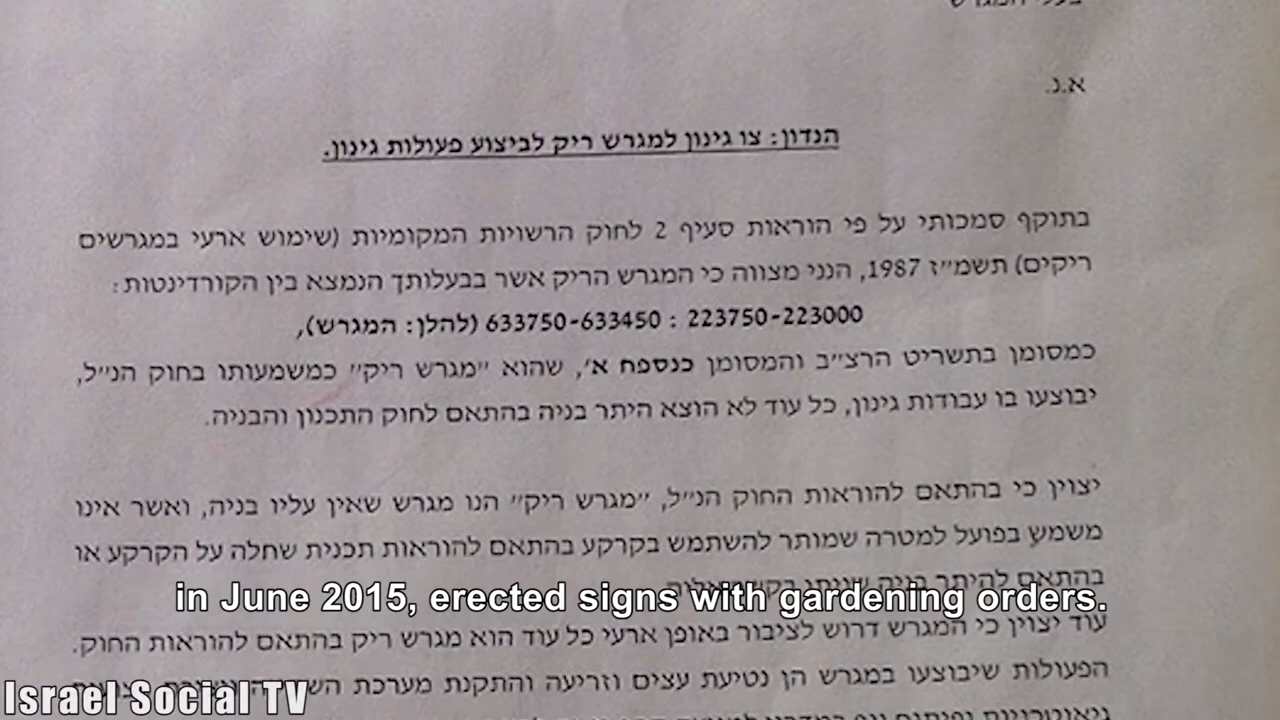 בעלי המגרש
א.נ.
הנדון: צו גינון למגרש ריק לביצוע פעולות גינון.
בתוקף סמכותי על פי הוראות סעיף 2 לחוק הרשויות המקומיות (שימוש ארעי במגרשים
ריקים) תשמ״ז 1987, הנני מצווה כי המגרש הריק אשר בבעלותך הנמצא בין הקורדינטות:
223750-223000 : 633750-633450 (להלן: המגרש),
כמסומן בתשריט הרצ״ב והמסומן כנספח א׳, שהוא ״מגרש ריק״ כמשמעותו בחוק הנ״ל,
יבוצעו בו עבודות גינון, כל עוד לא הוצא היתר בניה בהתאם לחוק התכנון והבניה.
יצוין כי בהתאם להוראות החוק הנ״ל, ״מגרש ריק״ הנו מגרש שאין עליו בניה, ואשר אינו
משמש בפועל למטרה שמותר להשתמש בקרקע בהתאם להוראות תכנית שחלה על הקרקע או
בהתאם להיתר בניה
in June 2015, erected signs with gardening orders.
עוד יצוין כי המגרש דרוש לציבור באופן ארעי כל עוד הוא מגרש ריק בהתאם להוראות החוק.
הפעולות שיבוצעו במגרש הן נטיעת עצים וזריעה והתקנת מערכת
Israel Social TV